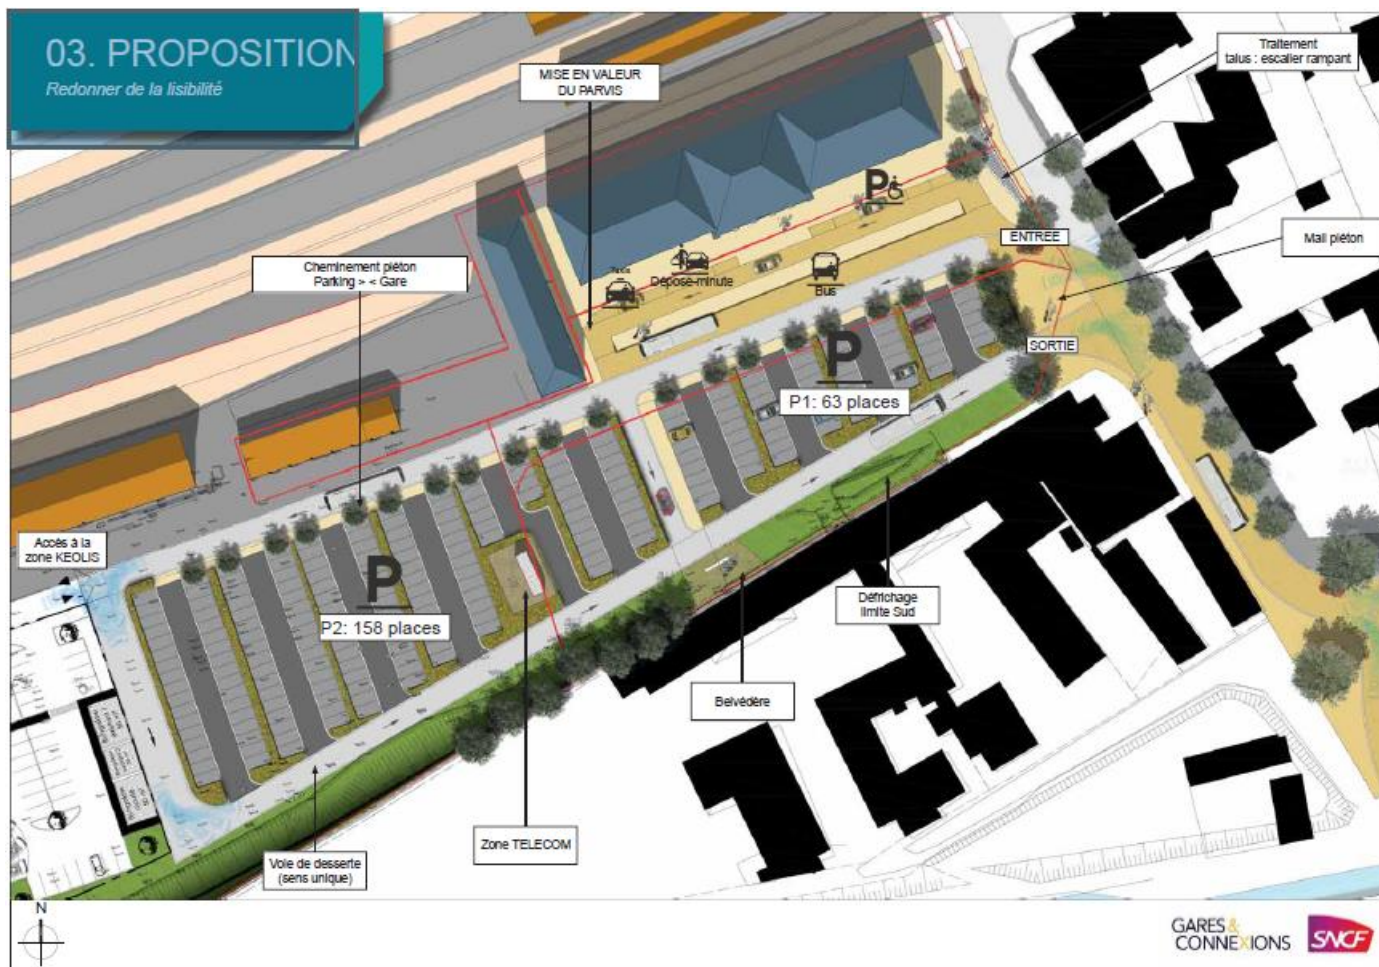 03. PROPOSITION
Redonner de la lisibilité
MISE EN VALEUR
DU PARVIS
Traitement
talus : escalier rampant
P
ENTREE
Mail piéton
Cheminement piéton
Parking > < Gare
Taxis
Dépose-minute
Bus
SORTIE
P
P1: 63 places
Accès à la
zone KEOLIS
P
P2: 158 places
Défrichage
limite Sud
Belvédère
Zone TELECOM
Voie de desserte
(sens unique)
N
GARES &
CONNEXIONS
SNCF